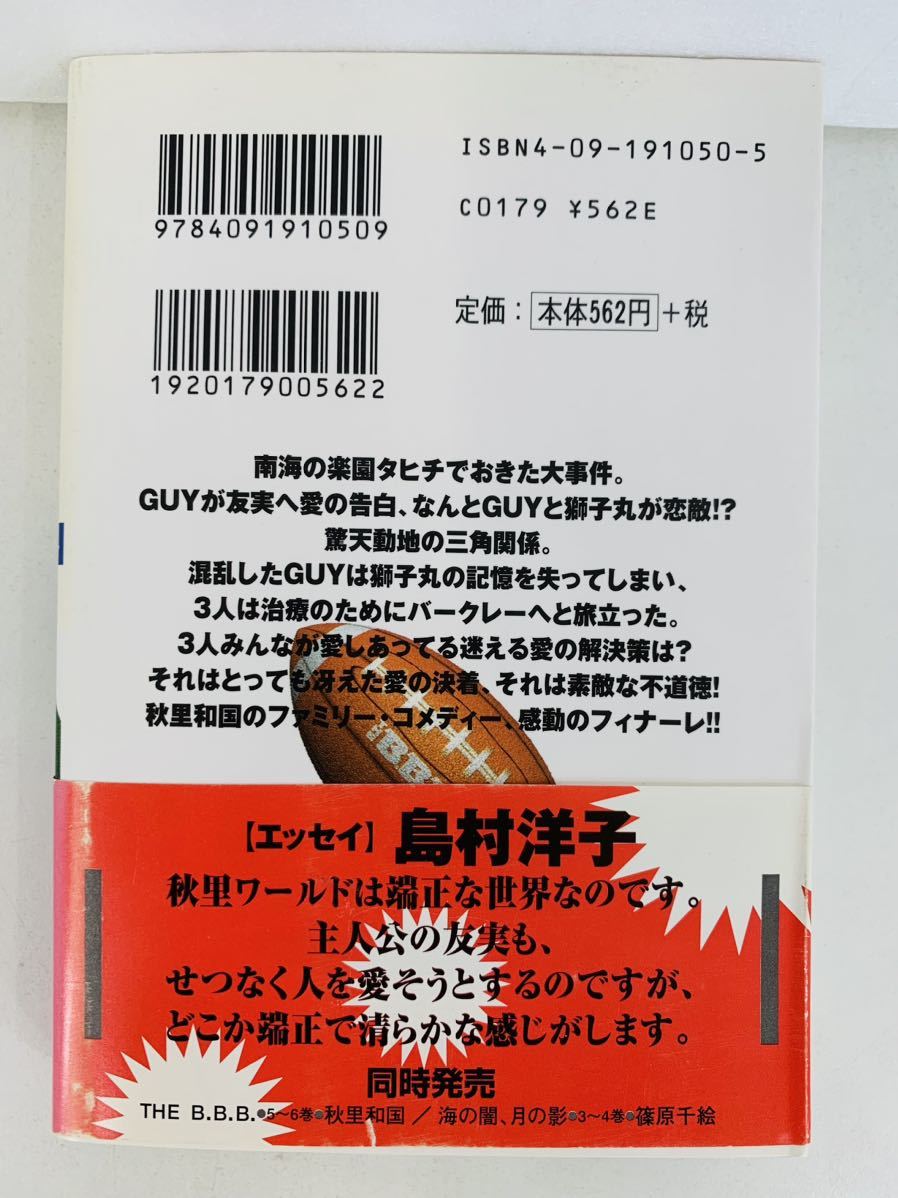 ISBN4-09-191050-5
9784091910509
C0179 ¥562E
定価：本体562円+税
1920179005622
南海の楽園タヒチでおきた大事件。
GUYが友実へ愛の告白、なんとGUYと獅子丸が恋敵!?
驚天動地の三角関係。
混乱したGUYは獅子丸の記憶を失ってしまい、
3人は治療のためにバークレーへと旅立った。
3人みんなが愛しあってる迷える愛の解決策は?
それはとっても冴えた愛の決着、それは素敵な不道徳!
秋里和国のファミリー・コメディー、感動のフィナーレ!!
【エッセイ】島村洋子
秋里ワールドは端正な世界なのです。
主人公の友実も、
せつなく人を愛そうとするのですが、
どこか端正で清らかな感じがします。
同時発売
THE B.B.B.●5〜6巻●秋里和国／海の闇、月の影●3〜4巻●篠原千絵